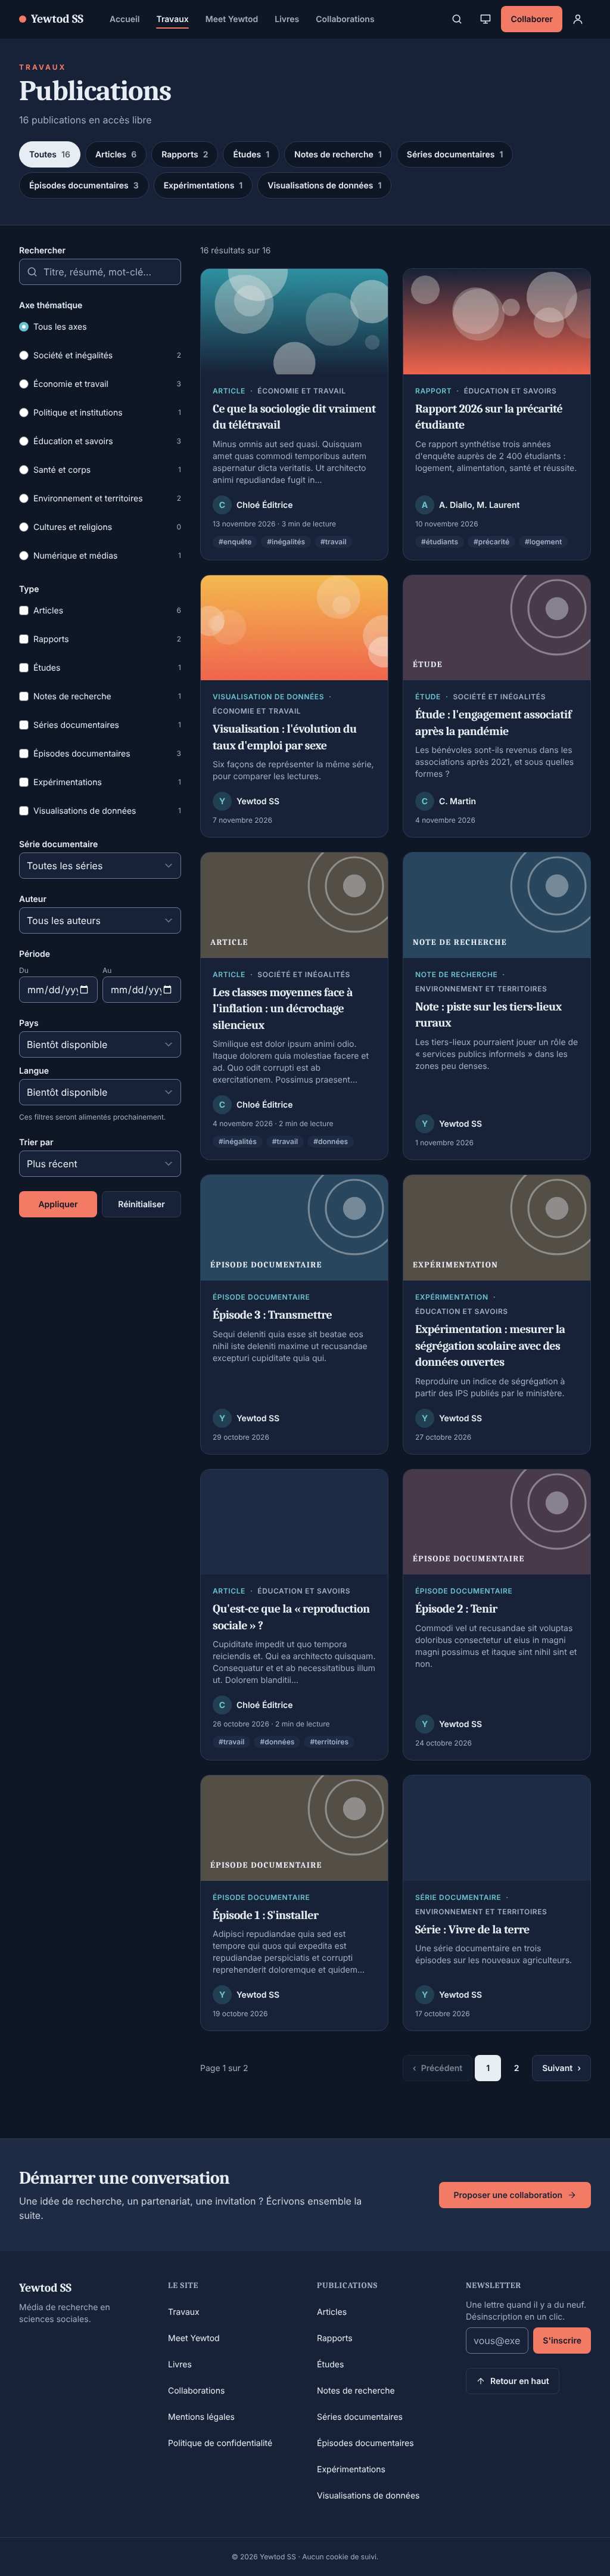 Yewtod SS
Accueil
Travaux
Meet Yewtod
Livres
Collaborations
Collaborer
TRAVAUX
Publications
16 publications en accès libre
Toutes 16
Articles 6
Rapports 2
Études 1
Notes de recherche 1
Séries documentaires 1
Épisodes documentaires 3
Expérimentations 1
Visualisations de données 1
Rechercher
Titre, résumé, mot-clé…
Axe thématique
Tous les axes
Société et inégalités 2
Économie et travail 3
Politique et institutions 1
Éducation et savoirs 3
Santé et corps 1
Environnement et territoires 2
Cultures et religions 0
Numérique et médias 1
Type
Articles 6
Rapports 2
Études 1
Notes de recherche 1
Séries documentaires 1
Épisodes documentaires 3
Expérimentations 1
Visualisations de données 1
Série documentaire
Toutes les séries
Auteur
Tous les auteurs
Période
Du
Au
mm/dd/yyy
mm/dd/yyy
Pays
Bientôt disponible
Langue
Bientôt disponible
Ces filtres seront alimentés prochainement.
Trier par
Plus récent
Appliquer
Réinitialiser
16 résultats sur 16
ARTICLE · ÉCONOMIE ET TRAVAIL
Ce que la sociologie dit vraiment
du télétravail
Minus omnis aut sed quasi. Quisquam
amet quas commodi temporibus autem
aspernatur dicta veritatis. Ut architecto
animi repudiandae fugit in…
C Chloé Éditrice
13 novembre 2026 · 3 min de lecture
#enquête #inégalités #travail
RAPPORT · ÉDUCATION ET SAVOIRS
Rapport 2026 sur la précarité
étudiante
Ce rapport synthétise trois années
d'enquête auprès de 2 400 étudiants :
logement, alimentation, santé et réussite.
A A. Diallo, M. Laurent
10 novembre 2026
#étudiants #précarité #logement
VISUALISATION DE DONNÉES ·
ÉCONOMIE ET TRAVAIL
Visualisation : l'évolution du
taux d'emploi par sexe
Six façons de représenter la même série,
pour comparer les lectures.
Y Yewtod SS
7 novembre 2026
ÉTUDE
ÉTUDE · SOCIÉTÉ ET INÉGALITÉS
Étude : l'engagement associatif
après la pandémie
Les bénévoles sont-ils revenus dans les
associations après 2021, et sous quelles
formes ?
C C. Martin
4 novembre 2026
ARTICLE
ARTICLE · SOCIÉTÉ ET INÉGALITÉS
Les classes moyennes face à
l'inflation : un décrochage
silencieux
Similique est dolor ipsum animi odio.
Itaque dolorem quia molestiae facere et
ad. Quo odit corrupti est ab
exercitationem. Possimus praesent…
C Chloé Éditrice
4 novembre 2026 · 2 min de lecture
#inégalités #travail #données
NOTE DE RECHERCHE
NOTE DE RECHERCHE ·
ENVIRONNEMENT ET TERRITOIRES
Note : piste sur les tiers-lieux
ruraux
Les tiers-lieux pourraient jouer un rôle de
« services publics informels » dans les
zones peu denses.
Y Yewtod SS
1 novembre 2026
ÉPISODE DOCUMENTAIRE
ÉPISODE DOCUMENTAIRE
Épisode 3 : Transmettre
Sequi deleniti quia esse sit beatae eos
nihil iste deleniti maxime ut recusandae
excepturi cupiditate quia qui.
Y Yewtod SS
29 octobre 2026
EXPÉRIMENTATION
EXPÉRIMENTATION ·
ÉDUCATION ET SAVOIRS
Expérimentation : mesurer la
ségrégation scolaire avec des
données ouvertes
Reproduire un indice de ségrégation à
partir des IPS publiés par le ministère.
Y Yewtod SS
27 octobre 2026
ARTICLE · ÉDUCATION ET SAVOIRS
Qu'est-ce que la « reproduction
sociale » ?
Cupiditate impedit ut quo tempora
reiciendis et. Qui ea architecto quisquam.
Consequatur et et ab necessitatibus illum
ut. Dolorem blanditii…
C Chloé Éditrice
26 octobre 2026 · 2 min de lecture
#travail #données #territoires
ÉPISODE DOCUMENTAIRE
ÉPISODE DOCUMENTAIRE
Épisode 2 : Tenir
Commodi vel ut recusandae sit voluptas
doloribus consectetur ut eius in magni
magni possimus et itaque sint nihil sint et
non.
Y Yewtod SS
24 octobre 2026
ÉPISODE DOCUMENTAIRE
ÉPISODE DOCUMENTAIRE
Épisode 1 : S'installer
Adipisci repudiandae quia sed est
tempore qui quos qui expedita est
repudiandae perspiciatis et corrupti
reprehenderit doloremque et quidem…
Y Yewtod SS
19 octobre 2026
SÉRIE DOCUMENTAIRE ·
ENVIRONNEMENT ET TERRITOIRES
Série : Vivre de la terre
Une série documentaire en trois
épisodes sur les nouveaux agriculteurs.
Y Yewtod SS
17 octobre 2026
Page 1 sur 2
‹ Précédent
1
2
Suivant ›
Démarrer une conversation
Une idée de recherche, un partenariat, une invitation ? Écrivons ensemble la
suite.
Proposer une collaboration →
Yewtod SS
Média de recherche en
sciences sociales.
LE SITE
Travaux
Meet Yewtod
Livres
Collaborations
Mentions légales
Politique de confidentialité
PUBLICATIONS
Articles
Rapports
Études
Notes de recherche
Séries documentaires
Épisodes documentaires
Expérimentations
Visualisations de données
NEWSLETTER
Une lettre quand il y a du neuf.
Désinscription en un clic.
vous@exe
S'inscrire
↑ Retour en haut
© 2026 Yewtod SS · Aucun cookie de suivi.